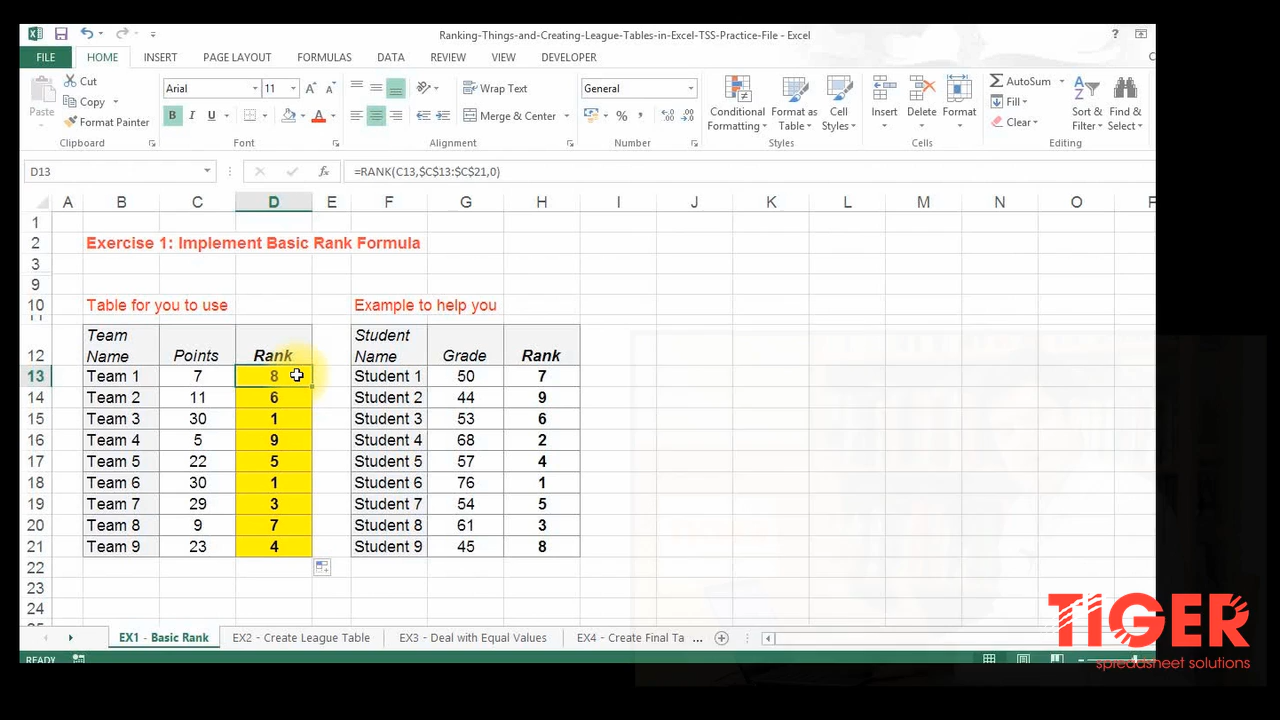 Ranking-Things-and-Creating-League-Tables-in-Excel-TSS-Practice-File - Excel
?
FILE HOME INSERT PAGE LAYOUT FORMULAS DATA REVIEW VIEW DEVELOPER
Paste
Cut
Copy
Format Painter
Clipboard
Arial 11
B I U
Font
Wrap Text
Merge & Center
Alignment
General
%
Number
Conditional Formatting
Format as Table
Cell Styles
Styles
Insert
Delete
Format
Cells
AutoSum
Fill
Clear
Sort & Filter
Find & Select
Editing
D13 fx =RANK(C13,$C$13:$C$21,0)
A B C D E F G H I J K L M N O
1
2 Exercise 1: Implement Basic Rank Formula
3
9
10 Table for you to use Example to help you
12 Team Name Points Rank Student Name Grade Rank
13 Team 1 7 8 Student 1 50 7
14 Team 2 11 6 Student 2 44 9
15 Team 3 30 1 Student 3 53 6
16 Team 4 5 9 Student 4 68 2
17 Team 5 22 5 Student 5 57 4
18 Team 6 30 1 Student 6 76 1
19 Team 7 29 3 Student 7 54 5
20 Team 8 9 7 Student 8 61 3
21 Team 9 23 4 Student 9 45 8
22
23
24
EX1 - Basic Rank EX2 - Create League Table EX3 - Deal with Equal Values EX4 - Create Final Ta ...
READY
TIGER
spreadsheet solutions